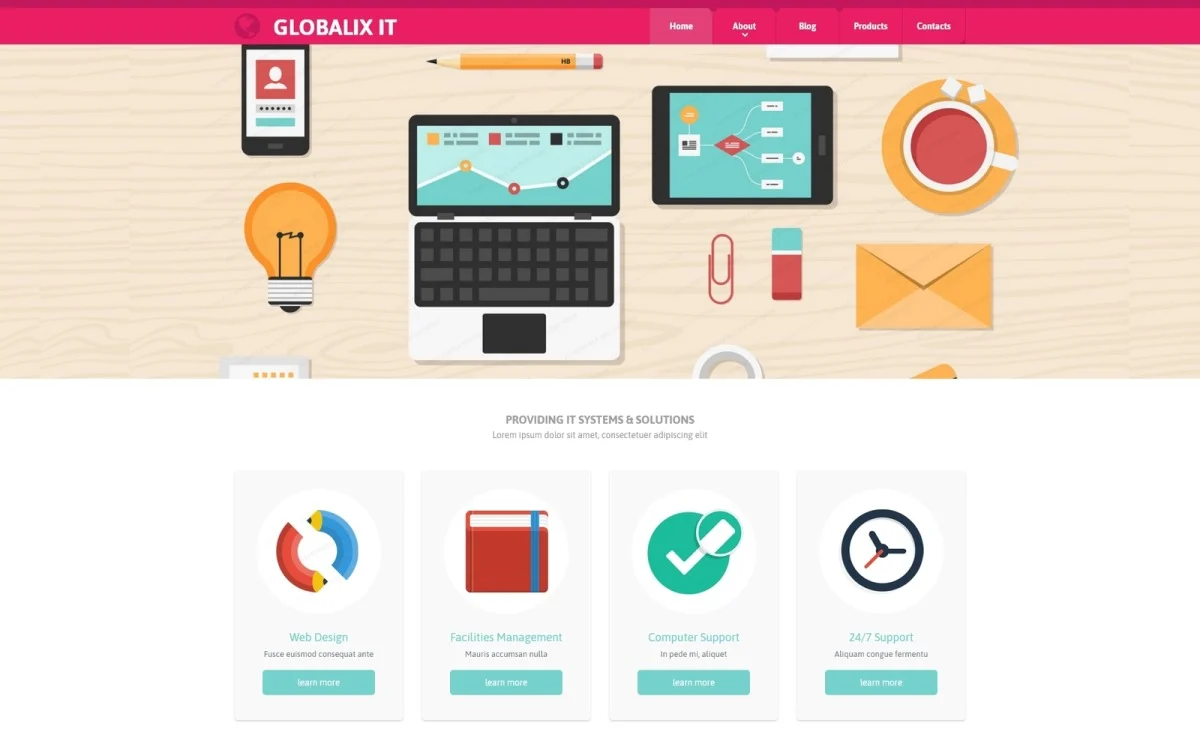 GLOBALIX IT
Home
About
Blog
Products
Contacts
HB
PROVIDING IT SYSTEMS & SOLUTIONS
Lorem ipsum dolor sit amet, consectetuer adipiscing elit
Web Design
Fusce euismod consequat ante
learn more
Facilities Management
Mauris accumsan nulla
learn more
Computer Support
In pede mi, aliquet
learn more
24/7 Support
Aliquam congue fermentu
learn more